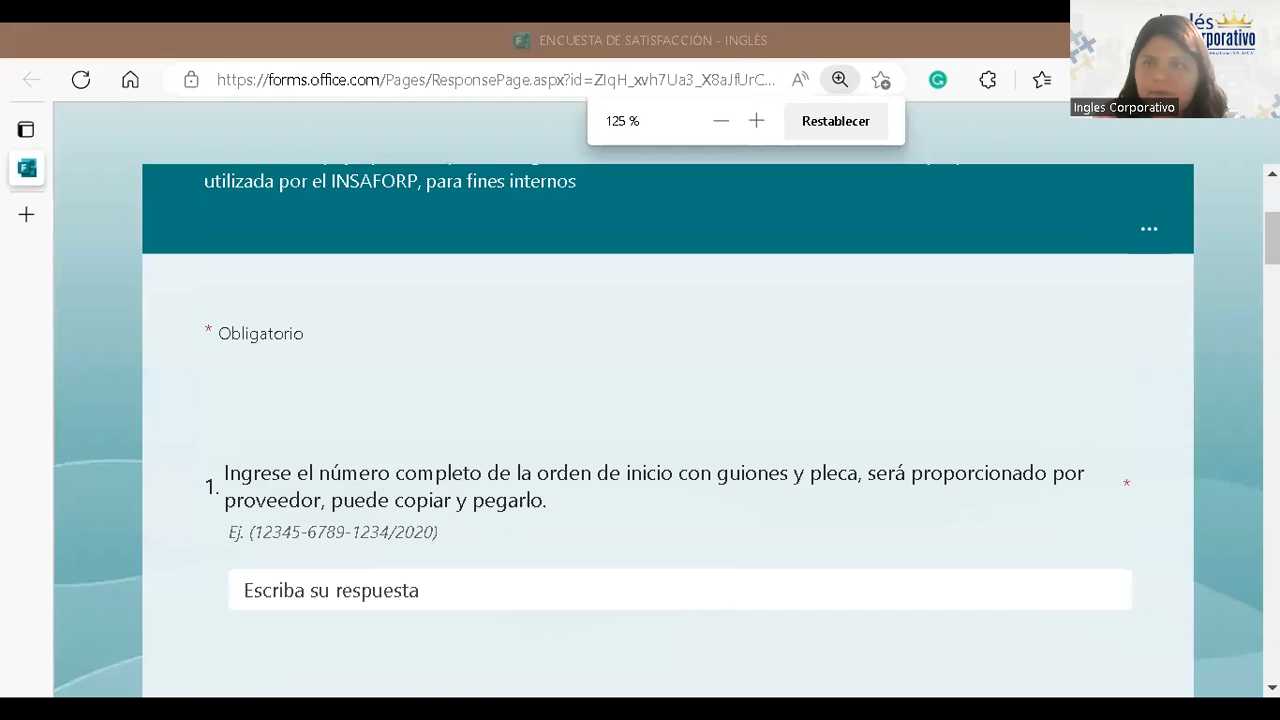 ENCUESTA DE SATISFACCIÓN - INGLÉS
https://forms.office.com/Pages/ResponsePage.aspx?id=
125 %
Restablecer
Corporativo
Ingles Corporativo
utilizada por el INSAFORP, para fines internos
...
* Obligatorio
1. Ingrese el número completo de la orden de inicio con guiones y pleca, será proporcionado por *
proveedor, puede copiar y pegarlo.
Ej. (12345-6789-1234/2020)
Escriba su respuesta